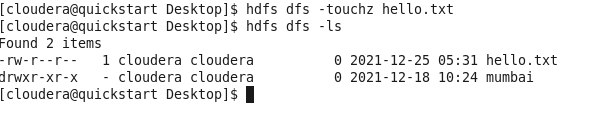 [cloudera@quickstart Desktop]$ hdfs dfs -touchz hello.txt
[cloudera@quickstart Desktop]$ hdfs dfs -ls
Found 2 items
-rw-r--r--   1 cloudera cloudera          0 2021-12-25 05:31 hello.txt
drwxr-xr-x   - cloudera cloudera          0 2021-12-18 10:24 mumbai
[cloudera@quickstart Desktop]$